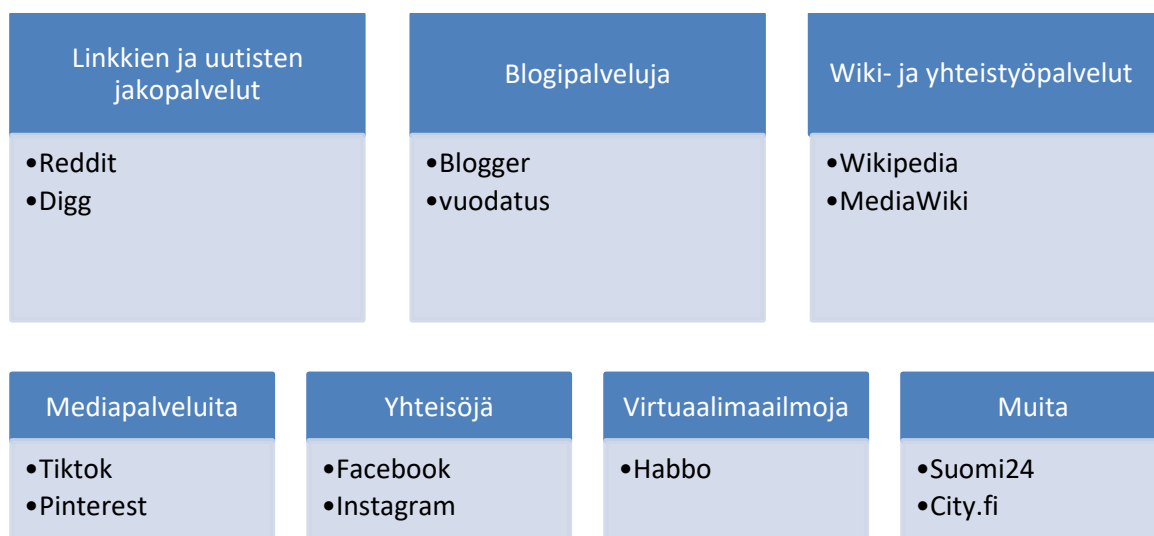 Linkkien ja uutisten
jakopalvelut
•Reddit
•Digg
Blogipalveluja
•Blogger
•vuodatus
Wiki- ja yhteistyöpalvelut
•Wikipedia
•MediaWiki
Mediapalveluita
•Tiktok
•Pinterest
Yhteisöjä
•Facebook
•Instagram
Virtuaalimaailmoja
•Habbo
Muita
•Suomi24
•City.fi